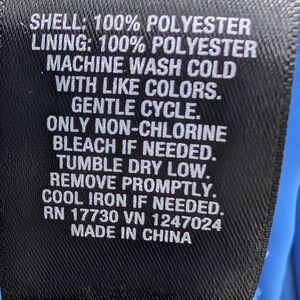 SHELL: 100% POLYESTER
LINING: 100% POLYESTER
MACHINE WASH COLD
WITH LIKE COLORS.
GENTLE CYCLE.
ONLY NON-CHLORINE
BLEACH IF NEEDED.
TUMBLE DRY LOW.
REMOVE PROMPTLY.
COOL IRON IF NEEDED.
RN 17730 VN 1247024
MADE IN CHINA